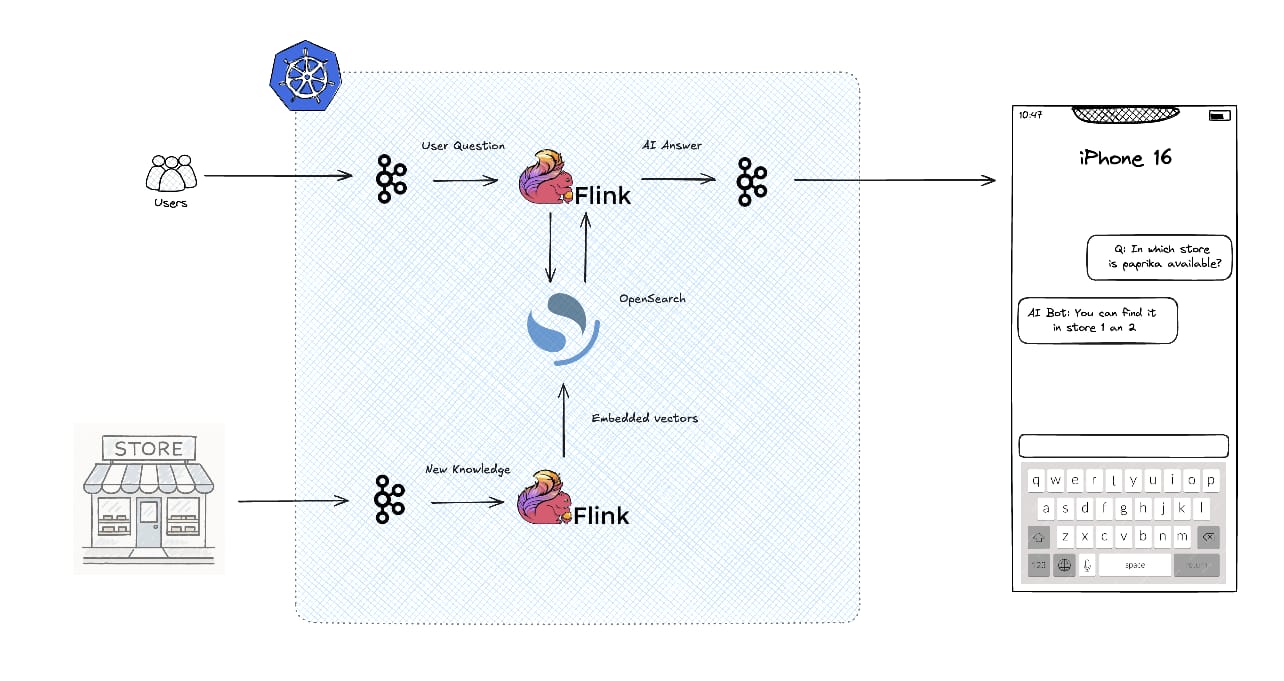 User Question
AI Answer
Flink
Users
OpenSearch
Embedded vectors
New Knowledge
Flink
STORE
10:47
iPhone 16
Q: In which store
is paprika available?
AI Bot: You can find it
in store 1 an 2
q w e r t y u i o p
a s d f g h j k l
z x c v b n m
123 space return